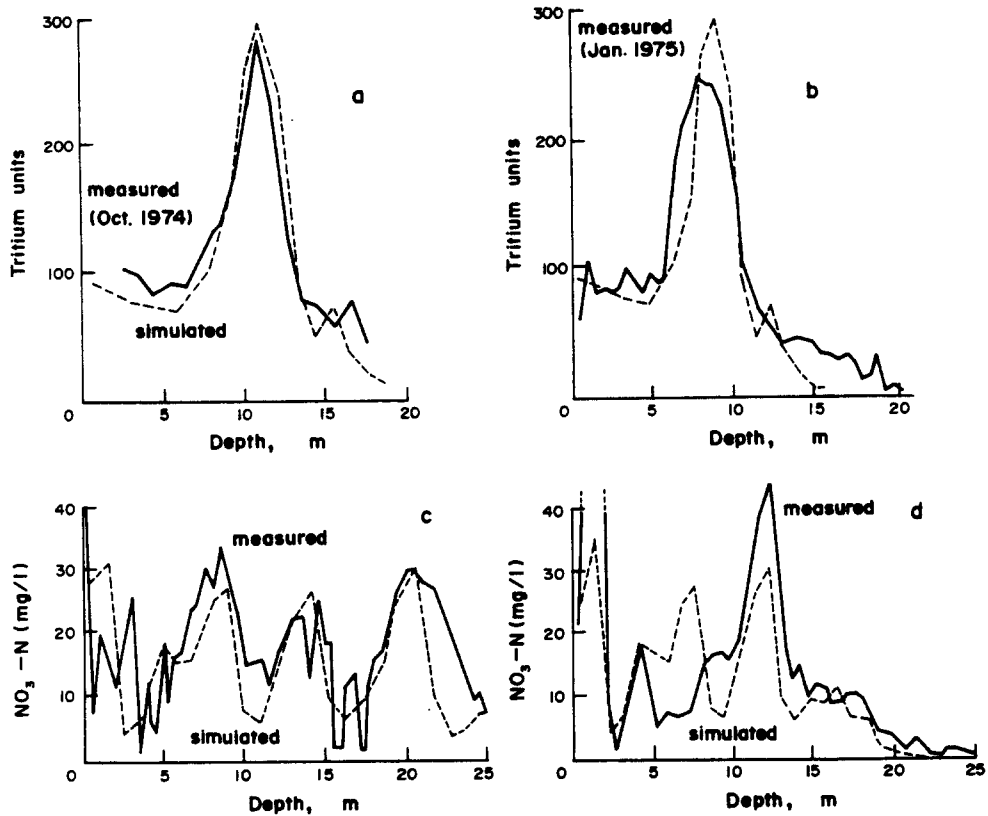 300
200
100
Tritium units
measured
(Oct. 1974)
simulated
a
0 5 10 15 20
Depth, m
300
200
100
Tritium units
measured
(Jan. 1975)
b
0 5 10 15 20
Depth, m
40
30
20
10
NO3 -N (mg/l)
c
measured
simulated
0 5 10 15 20 25
Depth, m
40
30
20
10
NO3 -N (mg/l)
measured
d
simulated
0 5 10 15 20 25
Depth, m